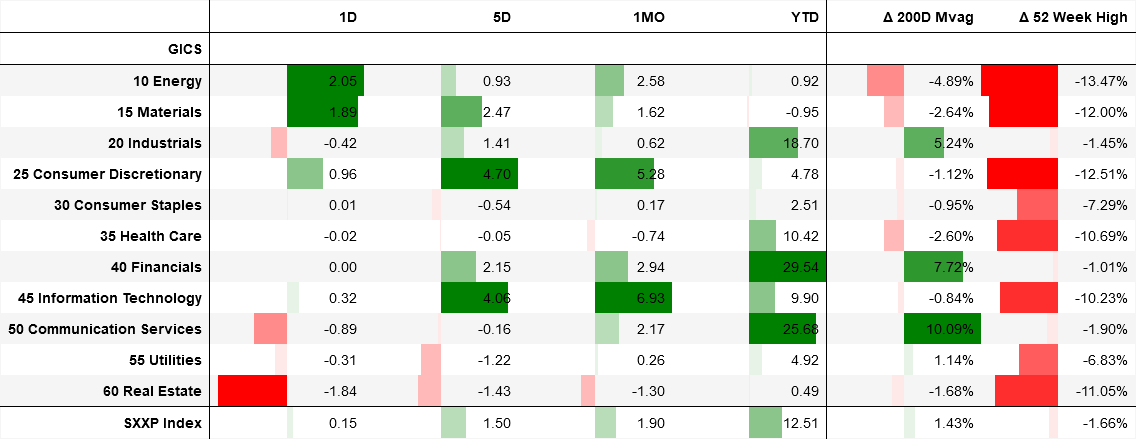 1D 5D 1MO YTD Δ 200D Mvag Δ 52 Week High
GICS
10 Energy 2.05 0.93 2.58 0.92 -4.89% -13.47%
15 Materials 1.89 2.47 1.62 -0.95 -2.64% -12.00%
20 Industrials -0.42 1.41 0.62 18.70 5.24% -1.45%
25 Consumer Discretionary 0.96 4.70 5.28 4.78 -1.12% -12.51%
30 Consumer Staples 0.01 -0.54 0.17 2.51 -0.95% -7.29%
35 Health Care -0.02 -0.05 -0.74 10.42 -2.60% -10.69%
40 Financials 0.00 2.15 2.94 29.54 7.72% -1.01%
45 Information Technology 0.32 4.06 6.93 9.90 -0.84% -10.23%
50 Communication Services -0.89 -0.16 2.17 25.68 10.09% -1.90%
55 Utilities -0.31 -1.22 0.26 4.92 1.14% -6.83%
60 Real Estate -1.84 -1.43 -1.30 0.49 -1.68% -11.05%
SXXP Index 0.15 1.50 1.90 12.51 1.43% -1.66%